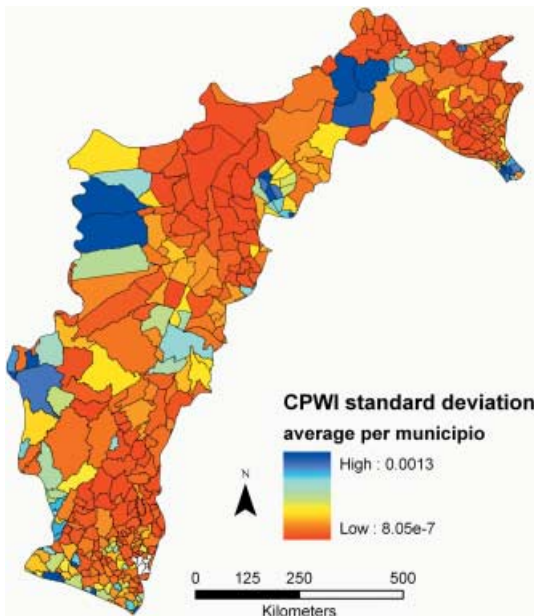 CPWI standard deviation
average per municipio
High : 0.0013
Low : 8.05e-7
N
0 125 250 500
Kilometers